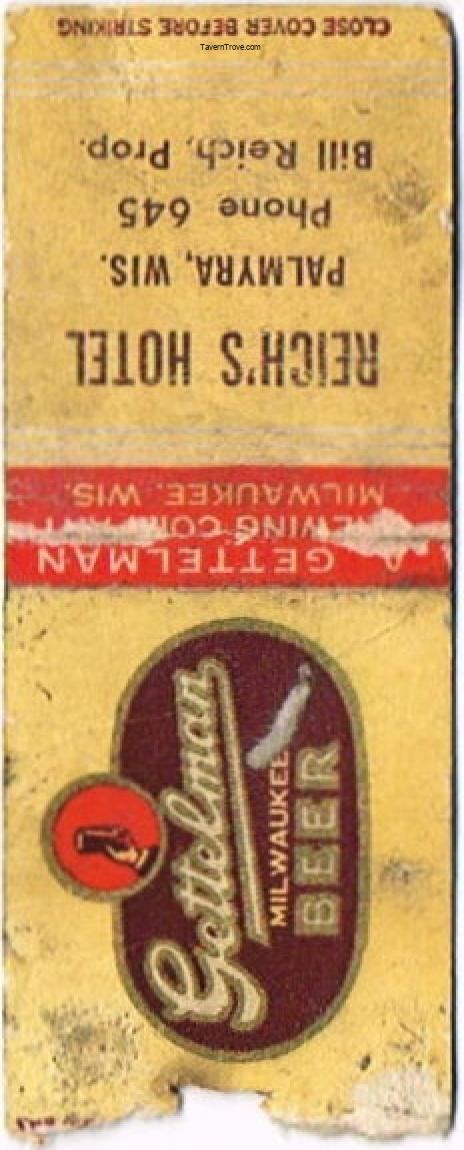 CLOSE COVER BEFORE STRIKING
TavernTrove.com
REICH'S HOTEL
PALMYRA, WIS.
Phone 645
Bill Reich, Prop.
A. GETTELMAN
MILWAUKEE, WIS.
Gettelman
MILWAUKEE
BEER